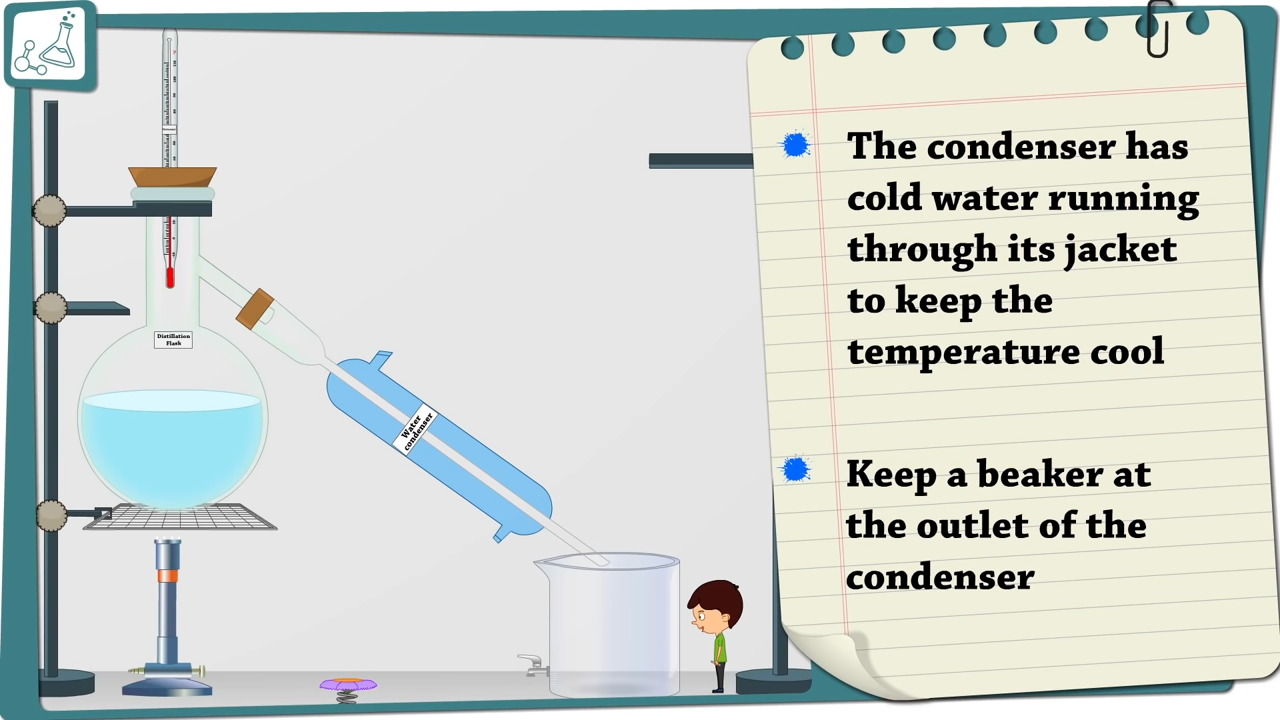 The condenser has
cold water running
through its jacket
to keep the
temperature cool
Keep a beaker at
the outlet of the
condenser
Distillation
Flask
Water
condenser